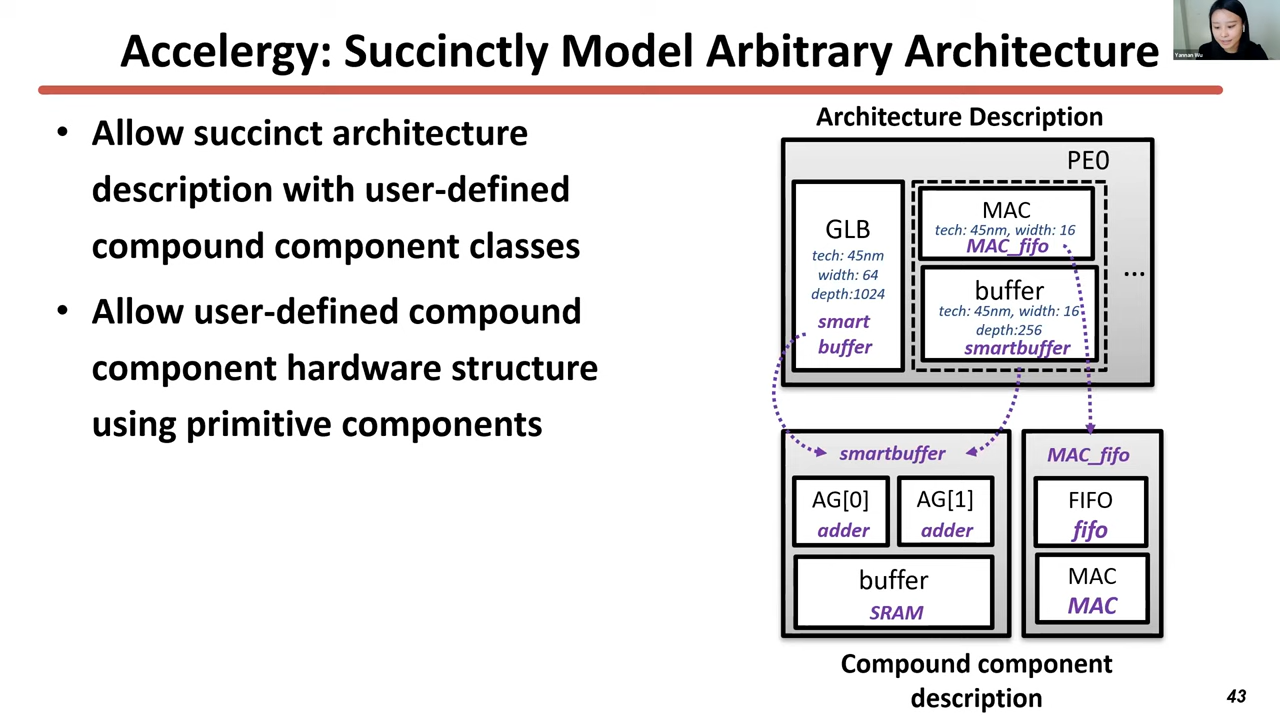 Accelergy: Succinctly Model Arbitrary Architecture
Yannan Wu
• Allow succinct architecture
description with user-defined
compound component classes
• Allow user-defined compound
component hardware structure
using primitive components
Architecture Description
PE0
GLB
tech: 45nm
width: 64
depth:1024
smart
buffer
MAC
tech: 45nm, width: 16
MAC_fifo
buffer
tech: 45nm, width: 16
depth:256
smartbuffer
...
smartbuffer
AG[0]
adder
AG[1]
adder
buffer
SRAM
MAC_fifo
FIFO
fifo
MAC
MAC
Compound component
description
43